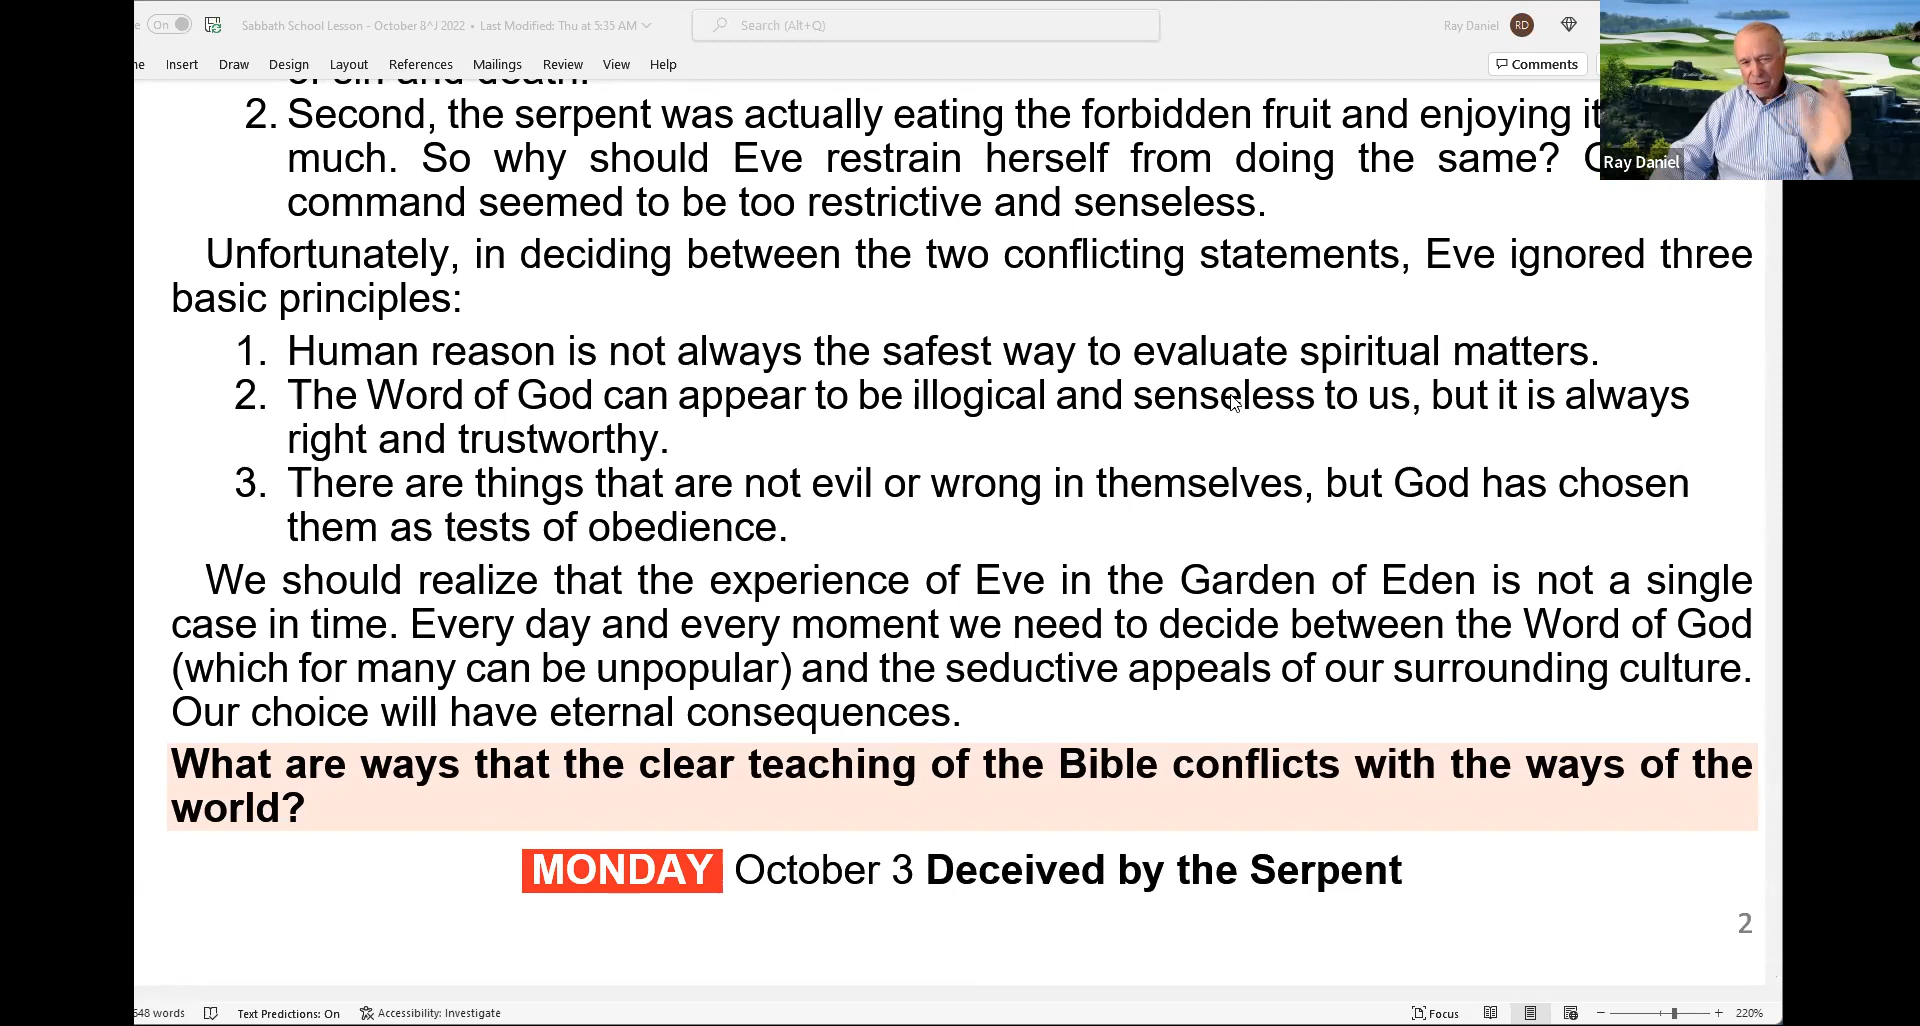 On Sabbath School Lesson - October 8^J 2022 • Last Modified: Thu at 5:35 AM Search (Alt+Q) Ray Daniel RD
Insert Draw Design Layout References Mailings Review View Help Comments
of sin and death.
2. Second, the serpent was actually eating the forbidden fruit and enjoying it
much. So why should Eve restrain herself from doing the same?
Ray Daniel
command seemed to be too restrictive and senseless.
Unfortunately, in deciding between the two conflicting statements, Eve ignored three
basic principles:
1. Human reason is not always the safest way to evaluate spiritual matters.
2. The Word of God can appear to be illogical and senseless to us, but it is always
right and trustworthy.
3. There are things that are not evil or wrong in themselves, but God has chosen
them as tests of obedience.
We should realize that the experience of Eve in the Garden of Eden is not a single
case in time. Every day and every moment we need to decide between the Word of God
(which for many can be unpopular) and the seductive appeals of our surrounding culture.
Our choice will have eternal consequences.
What are ways that the clear teaching of the Bible conflicts with the ways of the
world?
MONDAY October 3 Deceived by the Serpent
2
words Text Predictions: On Accessibility: Investigate Focus 220%